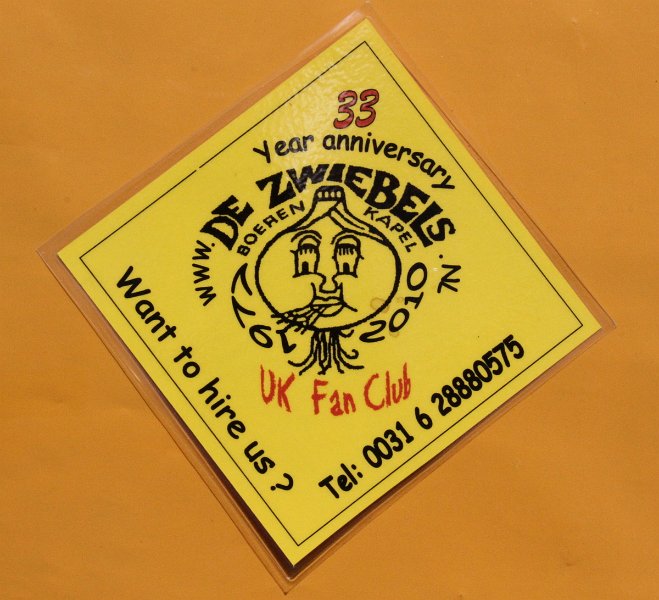 33
Year anniversary
www.DE ZWIEBELS.NL
BOEREN KAPEL
1977 2010
UK Fan Club
Want to hire us?
Tel: 0031 6 28880575